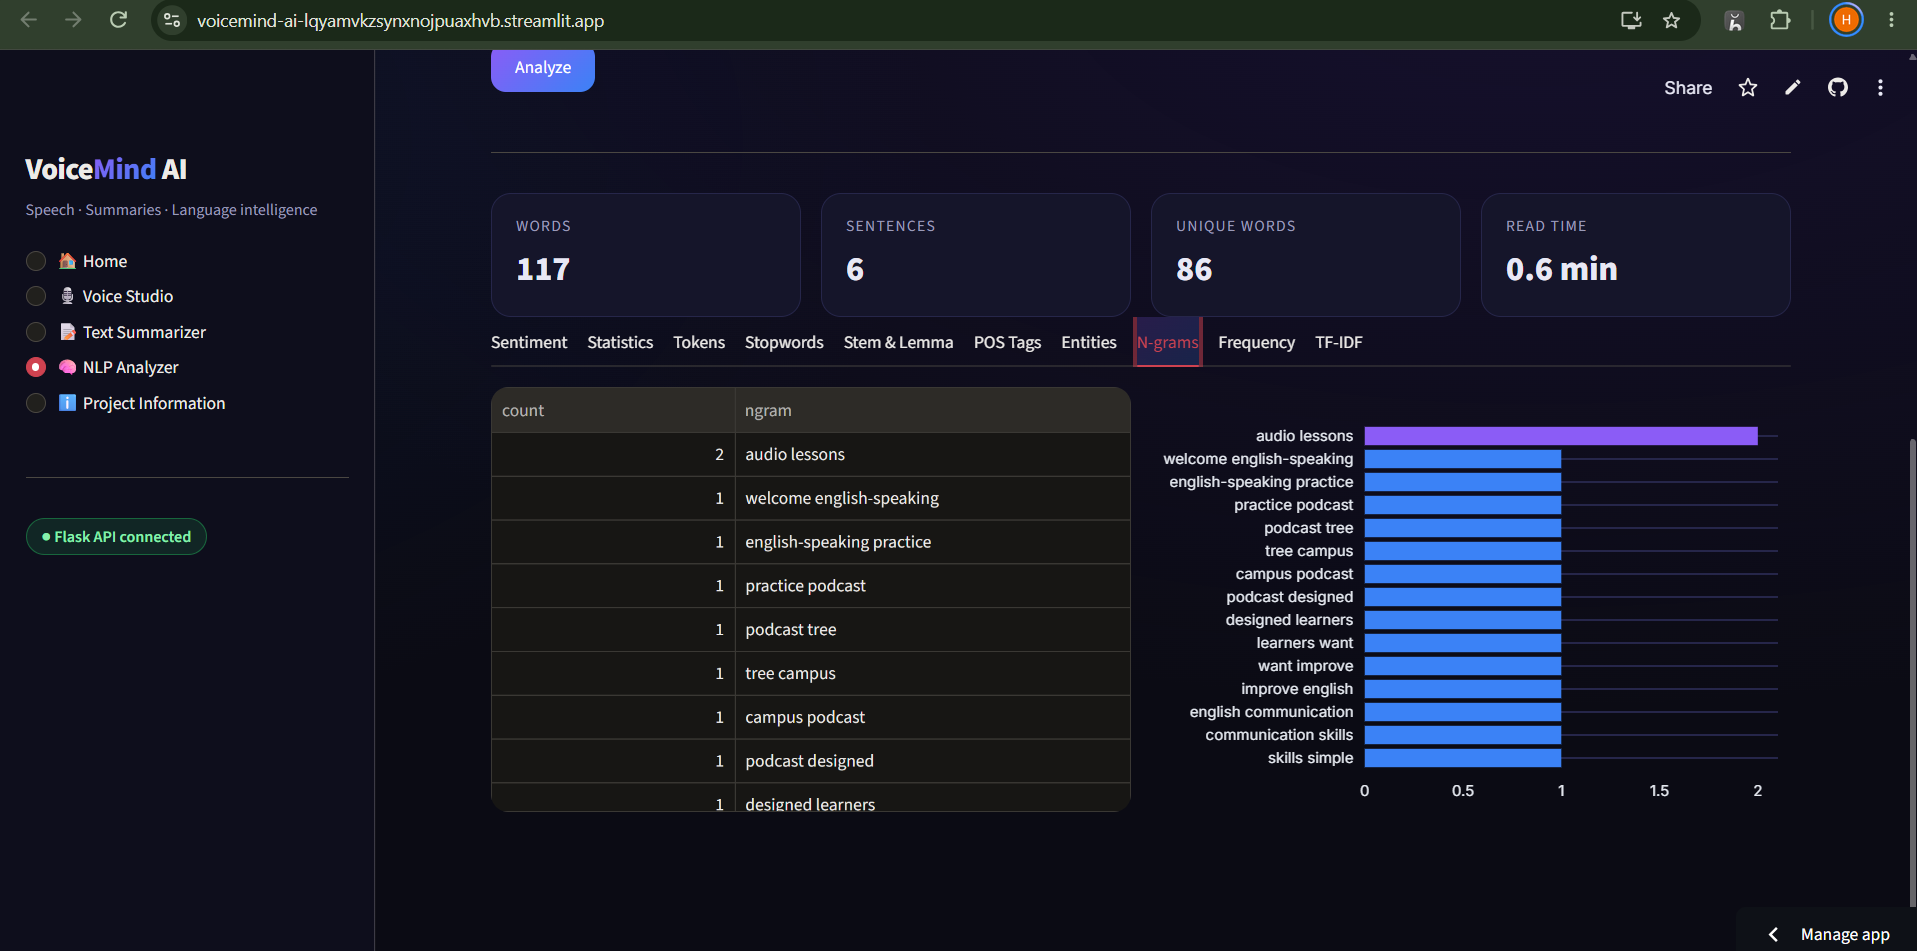 voicemind-ai-lqyamvkzsynxnojpuaxhvb.streamlit.app
H
Analyze
Share
VoiceMind AI
Speech · Summaries · Language intelligence
Home
Voice Studio
Text Summarizer
NLP Analyzer
Project Information
Flask API connected
WORDS
117
SENTENCES
6
UNIQUE WORDS
86
READ TIME
0.6 min
Sentiment Statistics Tokens Stopwords Stem & Lemma POS Tags Entities N-grams Frequency TF-IDF
count ngram
2 audio lessons
1 welcome english-speaking
1 english-speaking practice
1 practice podcast
1 podcast tree
1 tree campus
1 campus podcast
1 podcast designed
1 designed learners
audio lessons
welcome english-speaking
english-speaking practice
practice podcast
podcast tree
tree campus
campus podcast
podcast designed
designed learners
learners want
want improve
improve english
english communication
communication skills
skills simple
0 0.5 1 1.5 2
Manage app